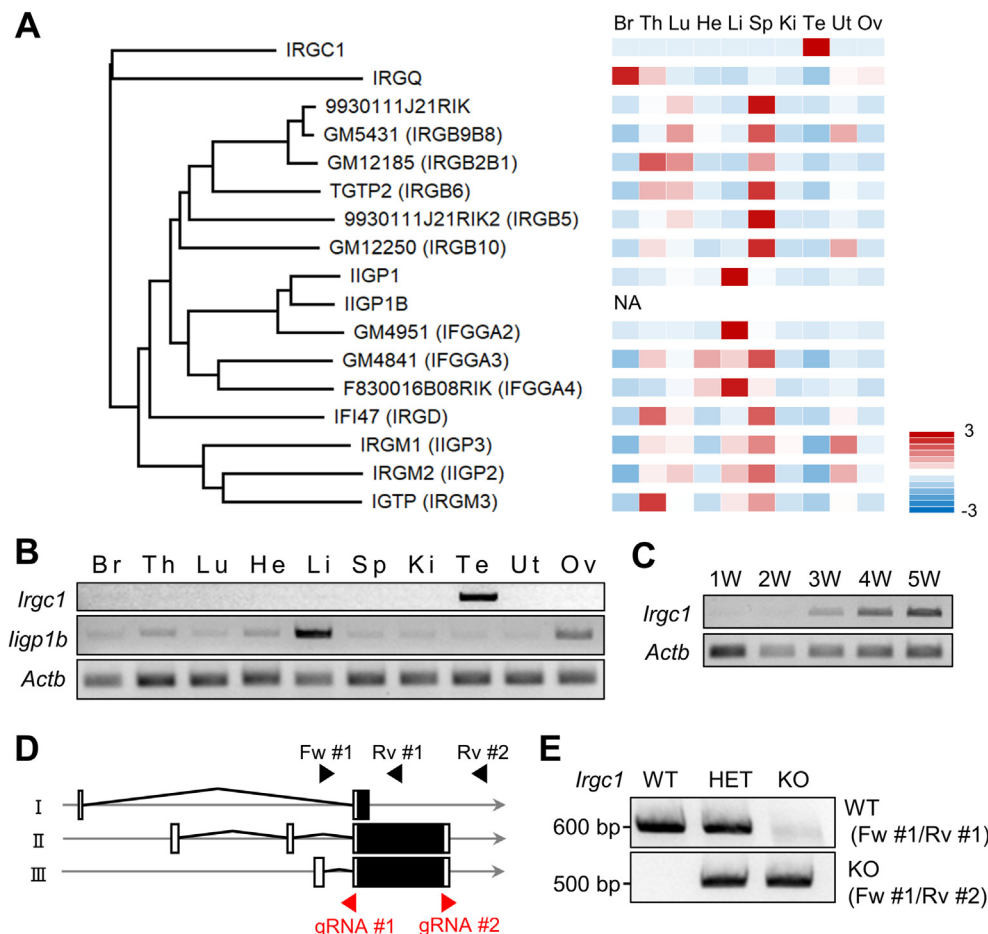 A
Br Th Lu He Li Sp Ki Te Ut Ov
IRGC1
IRGQ
9930111J21RIK
GM5431 (IRGB9B8)
GM12185 (IRGB2B1)
TGTP2 (IRGB6)
9930111J21RIK2 (IRGB5)
GM12250 (IRGB10)
IIGP1
IIGP1B
NA
GM4951 (IFGGA2)
GM4841 (IFGGA3)
F830016B08RIK (IFGGA4)
IFI47 (IRGD)
IRGM1 (IIGP3)
IRGM2 (IIGP2)
IGTP (IRGM3)
3
-3
B
Br Th Lu He Li Sp Ki Te Ut Ov
Irgc1
Iigp1b
Actb
C
1W 2W 3W 4W 5W
Irgc1
Actb
D
Fw #1 Rv #1 Rv #2
I
II
III
gRNA #1 gRNA #2
E
Irgc1 WT HET KO
600 bp
WT
(Fw #1/Rv #1)
500 bp
KO
(Fw #1/Rv #2)